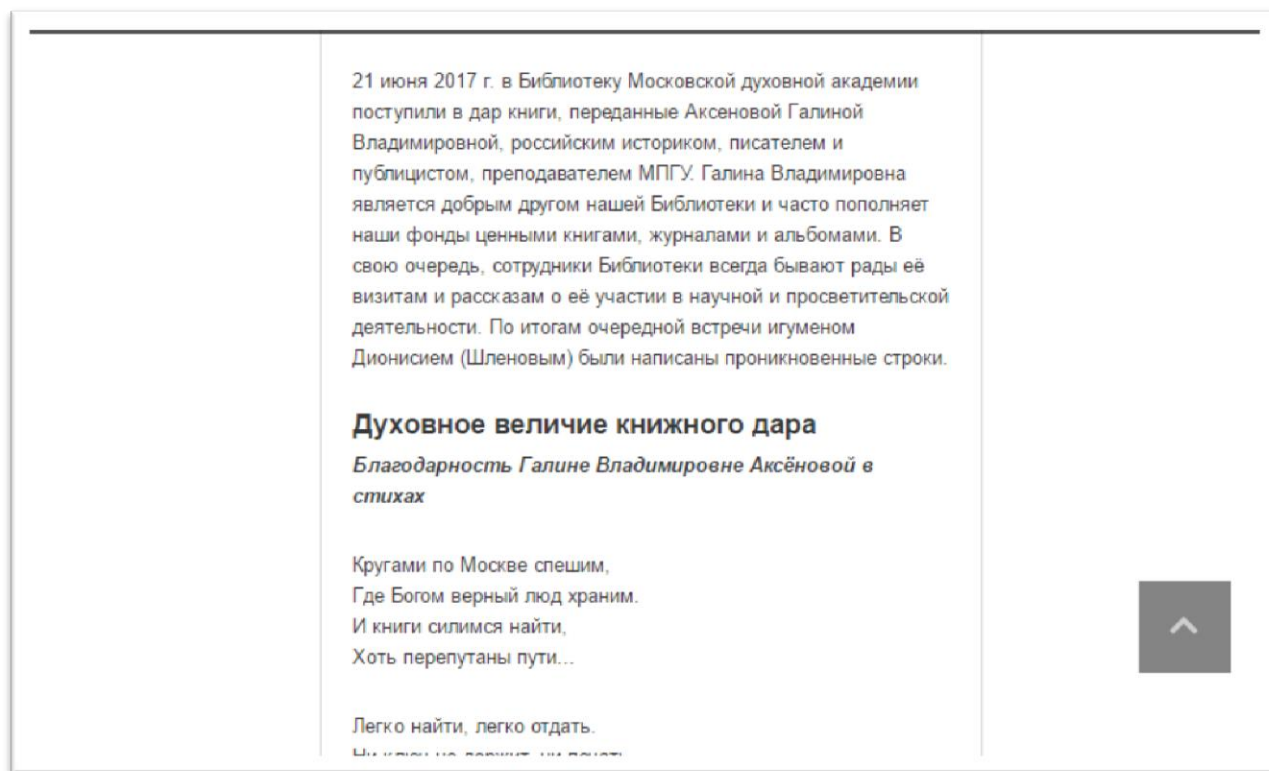 21 июня 2017 г. в Библиотеку Московской духовной академии
поступили в дар книги, переданные Аксеновой Галиной
Владимировной, российским историком, писателем и
публицистом, преподавателем МПГУ. Галина Владимировна
является добрым другом нашей Библиотеки и часто пополняет
наши фонды ценными книгами, журналами и альбомами. В
свою очередь, сотрудники Библиотеки всегда бывают рады её
визитам и рассказам о её участии в научной и просветительской
деятельности. По итогам очередной встречи игуменом
Дионисием (Шленовым) были написаны проникновенные строки.
Духовное величие книжного дара
Благодарность Галине Владимировне Аксёновой в
стихах
Кругами по Москве спешим,
Где Богом верный люд храним.
И книги силимся найти,
Хоть перепутаны пути...
Легко найти, легко отдать.